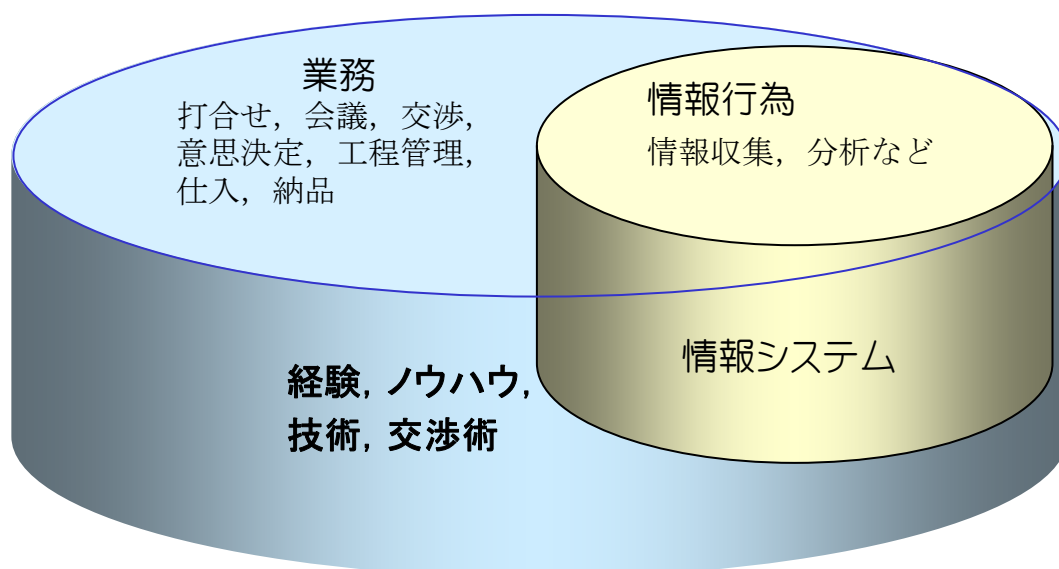 業務
打合せ，会議，交渉，
意思決定，工程管理，
仕入，納品
情報行為
情報収集，分析など
情報システム
経験，ノウハウ，
技術，交渉術